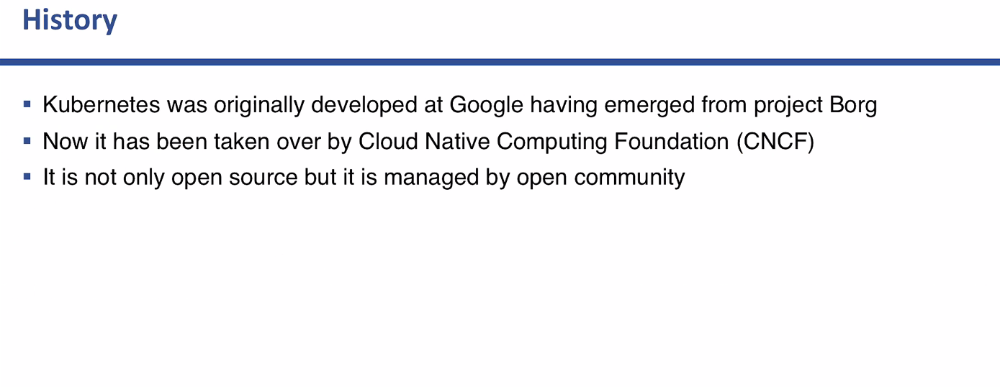 History
▪ Kubernetes was originally developed at Google having emerged from project Borg
▪ Now it has been taken over by Cloud Native Computing Foundation (CNCF)
▪ It is not only open source but it is managed by open community